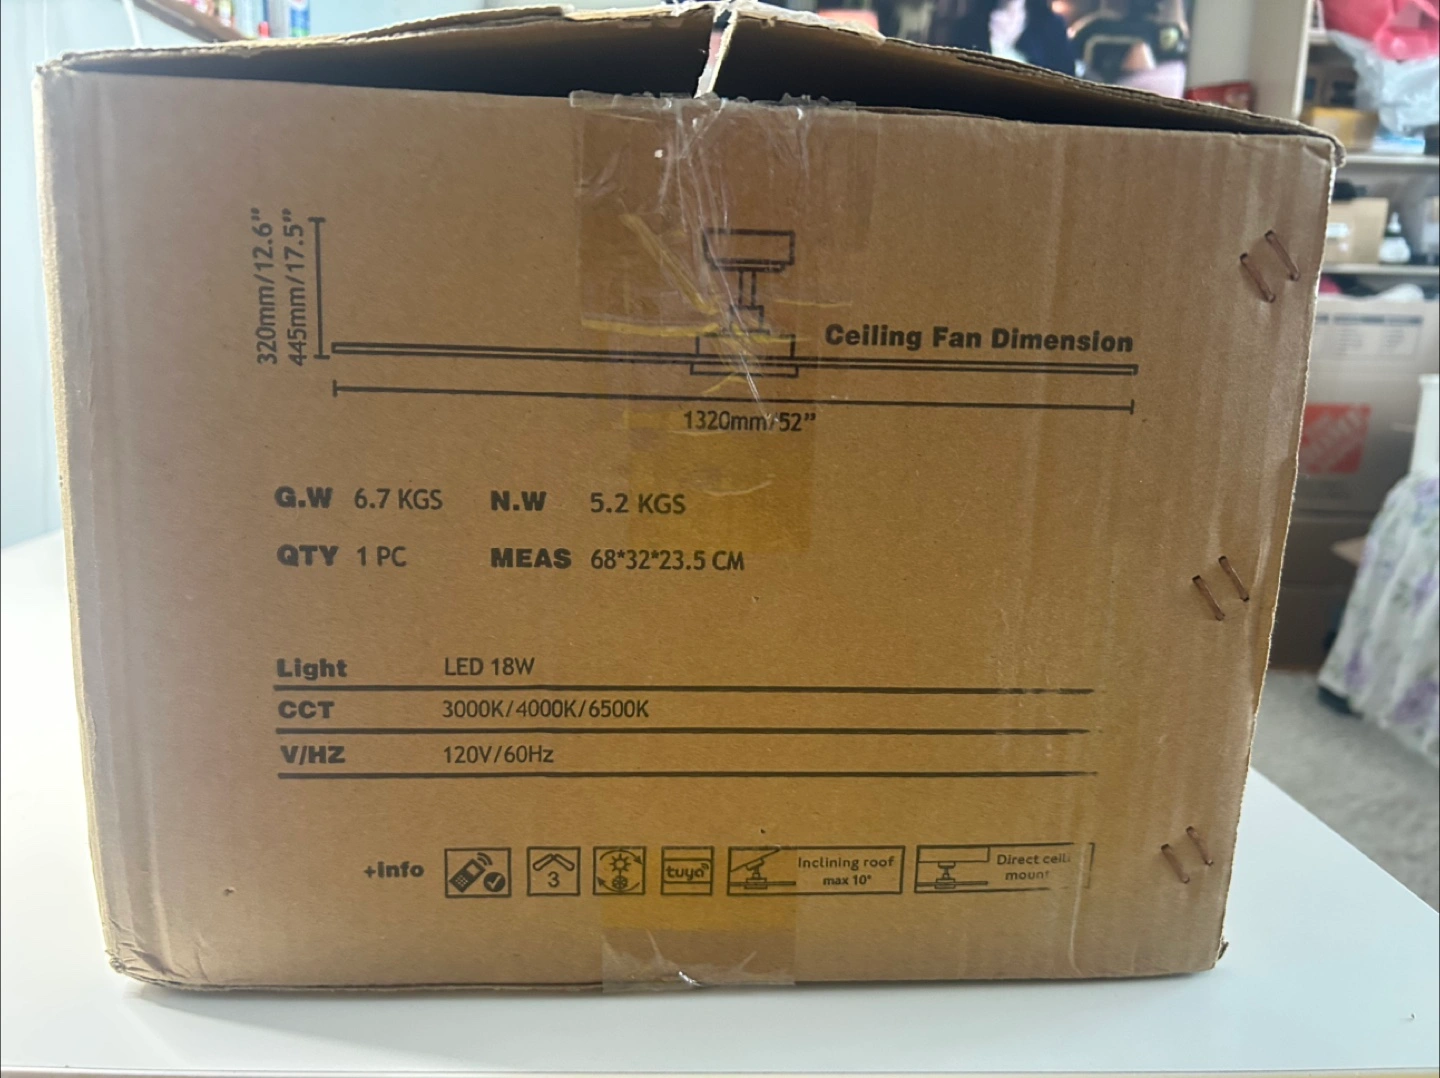 320mm/12.6”
445mm/17.5”
Ceiling Fan Dimension
1320mm/52”
G.W 6.7 KGS N.W 5.2 KGS
QTY 1 PC MEAS 68*32*23.5 CM
Light LED 18W
CCT 3000K/4000K/6500K
V/HZ 120V/60Hz
+info 3 tuya Inclining roof Direct ceil
max 10° mount